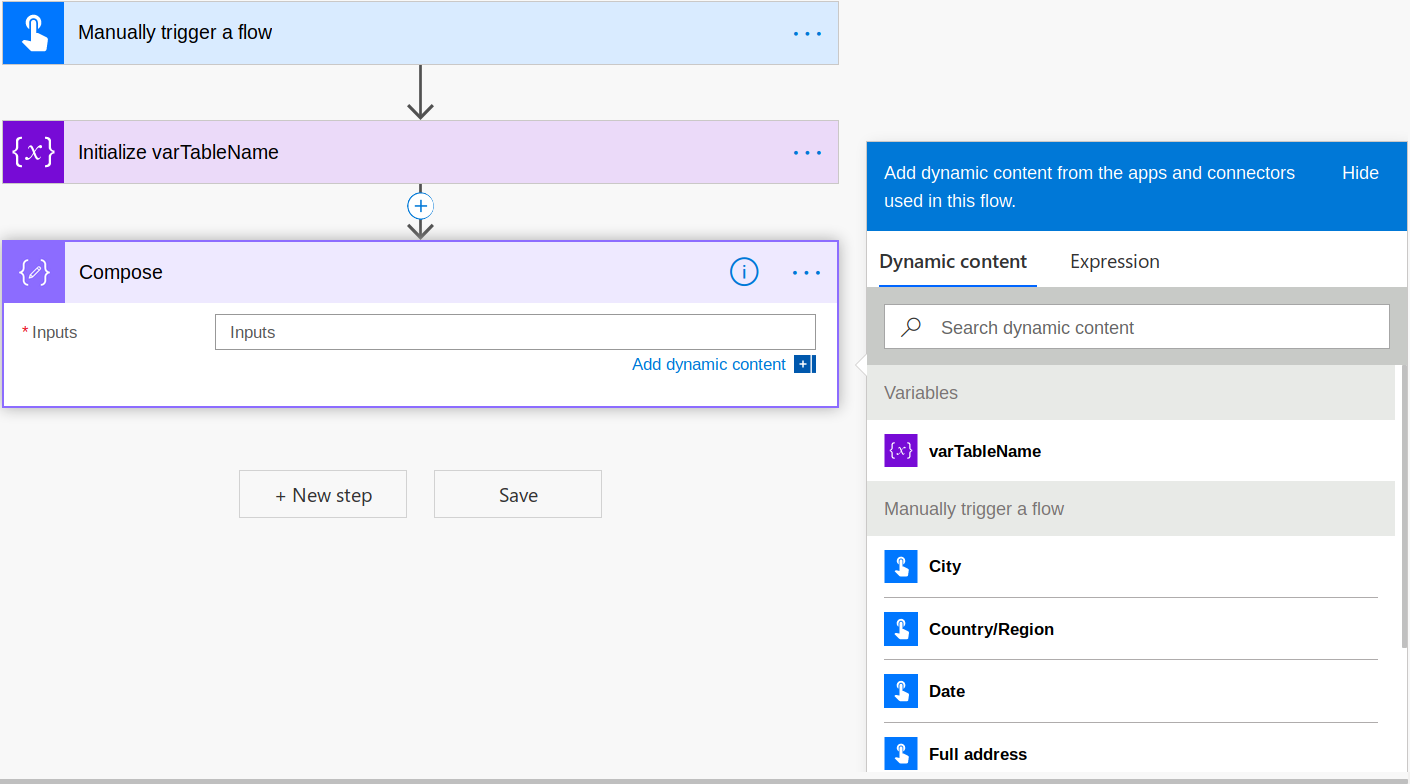 Manually trigger a flow
Initialize varTableName
Compose
* Inputs
Inputs
Add dynamic content
+ New step
Save
Add dynamic content from the apps and connectors
used in this flow.
Hide
Dynamic content
Expression
Search dynamic content
Variables
{x} varTableName
Manually trigger a flow
City
Country/Region
Date
Full address